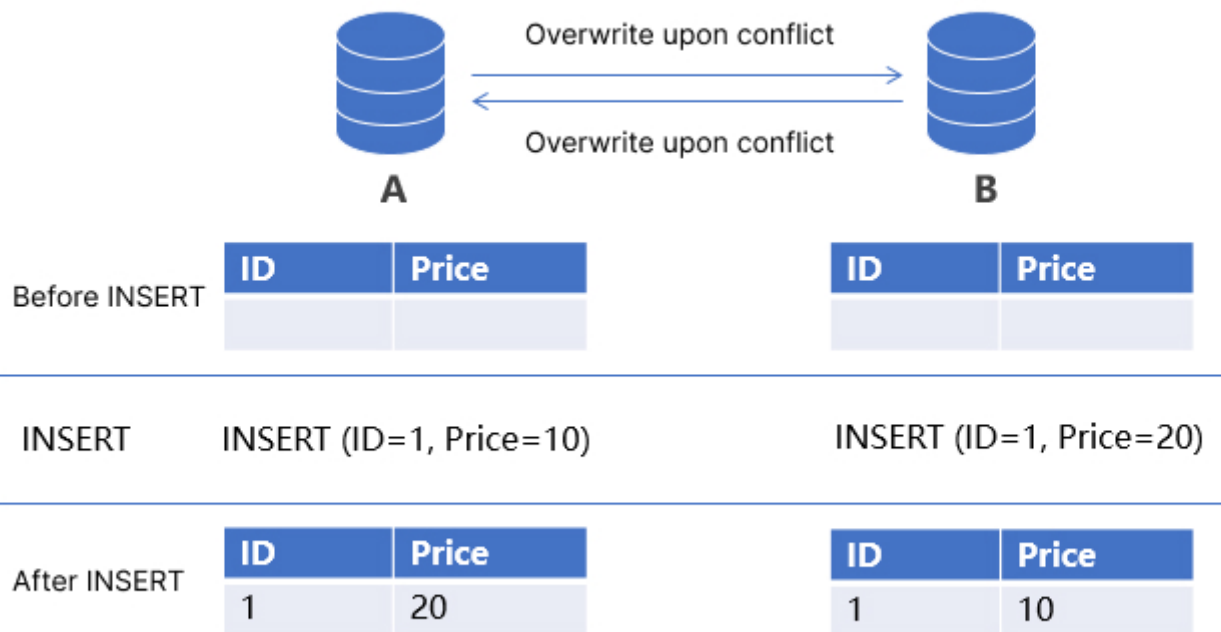 Overwrite upon conflict
Overwrite upon conflict
A B
ID Price ID Price
Before INSERT
INSERT INSERT (ID=1, Price=10) INSERT (ID=1, Price=20)
ID Price ID Price
After INSERT
1 20 1 10